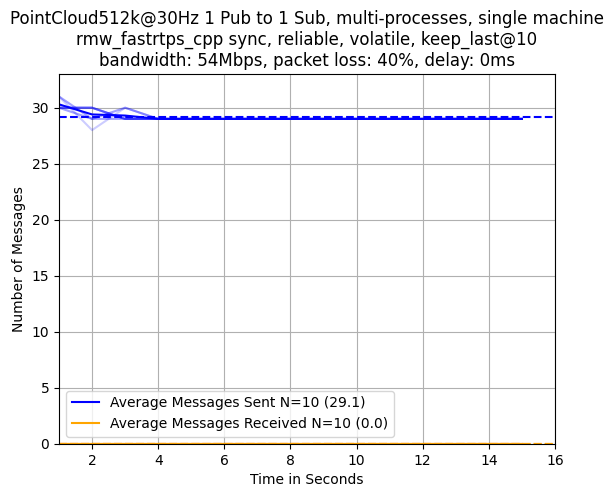 PointCloud512k@30Hz 1 Pub to 1 Sub, multi-processes, single machine
rmw_fastrtps_cpp sync, reliable, volatile, keep_last@10
bandwidth: 54Mbps, packet loss: 40%, delay: 0ms
Number of Messages
30
25
20
15
10
5
0
Average Messages Sent N=10 (29.1)
Average Messages Received N=10 (0.0)
2 4 6 8 10 12 14 16
Time in Seconds